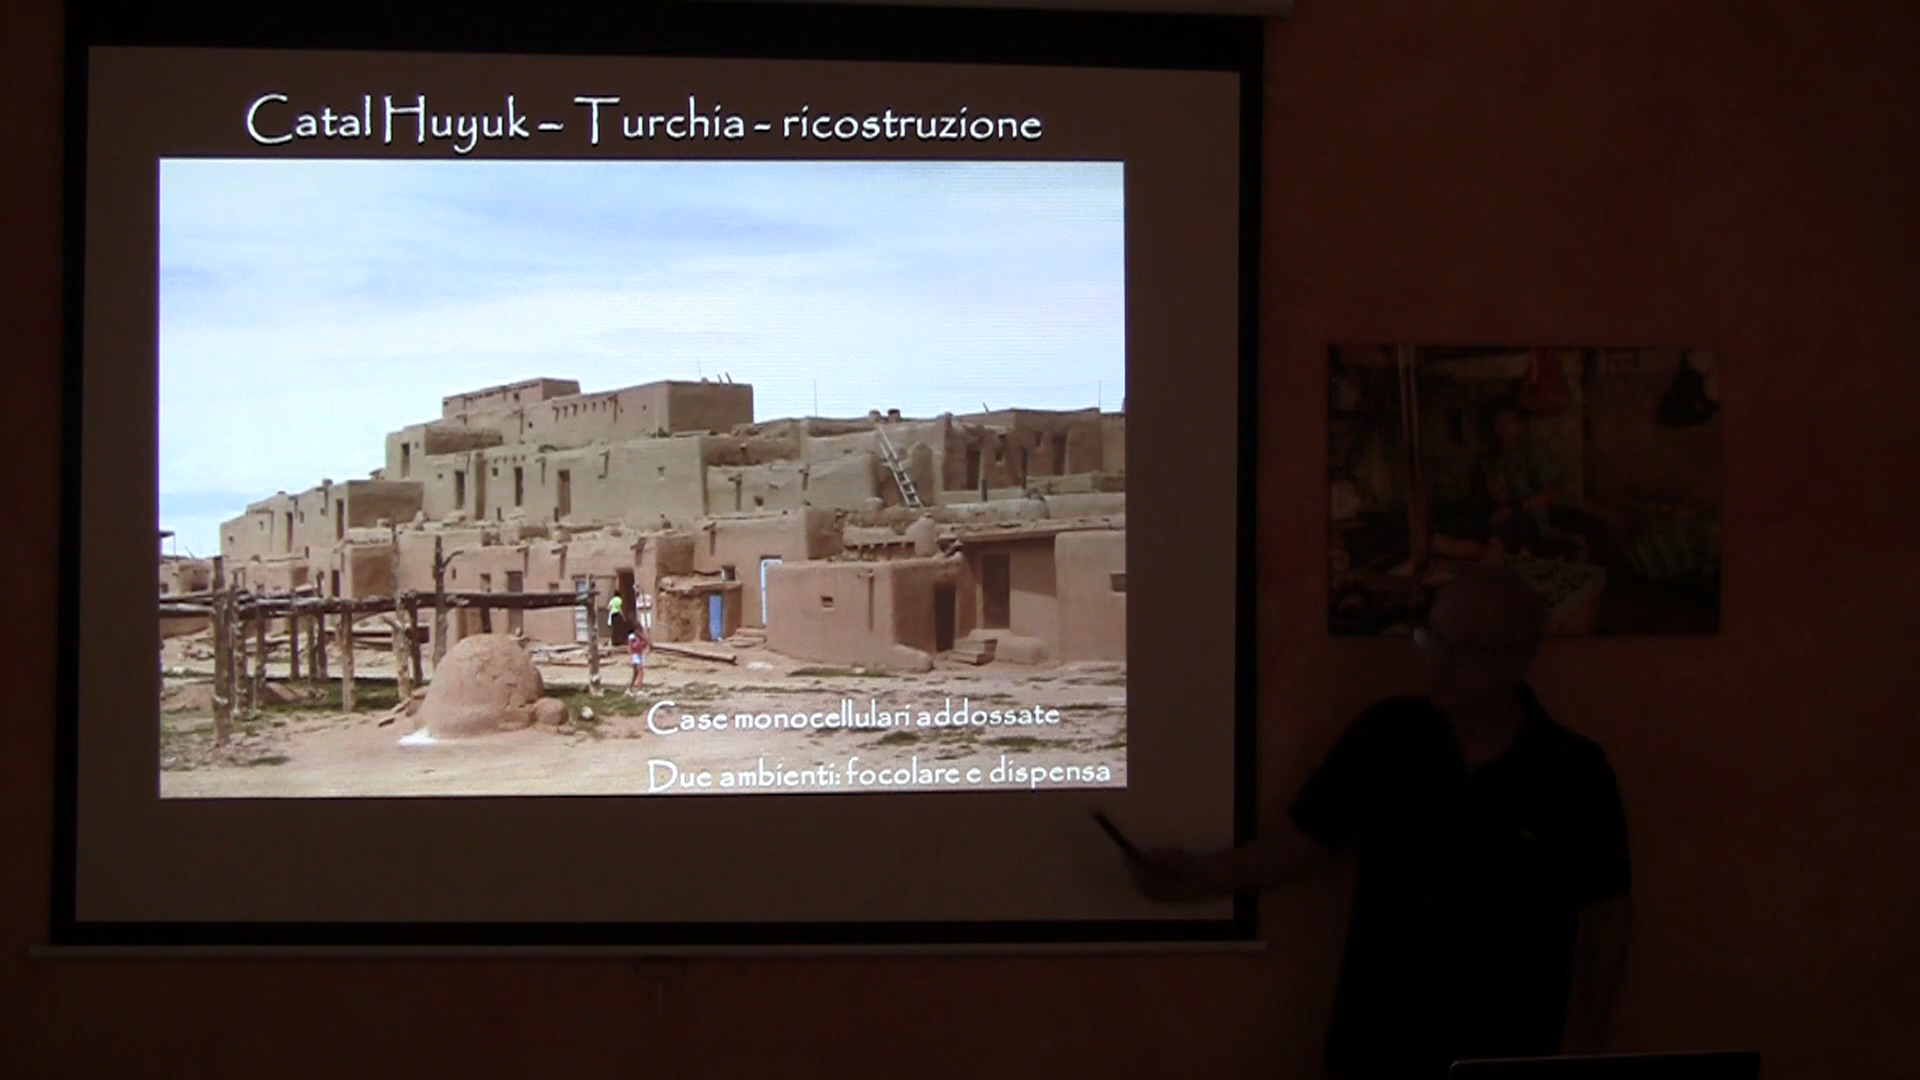 Catal Huyuk – Turchia - ricostruzione
Case monocellulari addossate
Due ambienti: focolare e dispensa